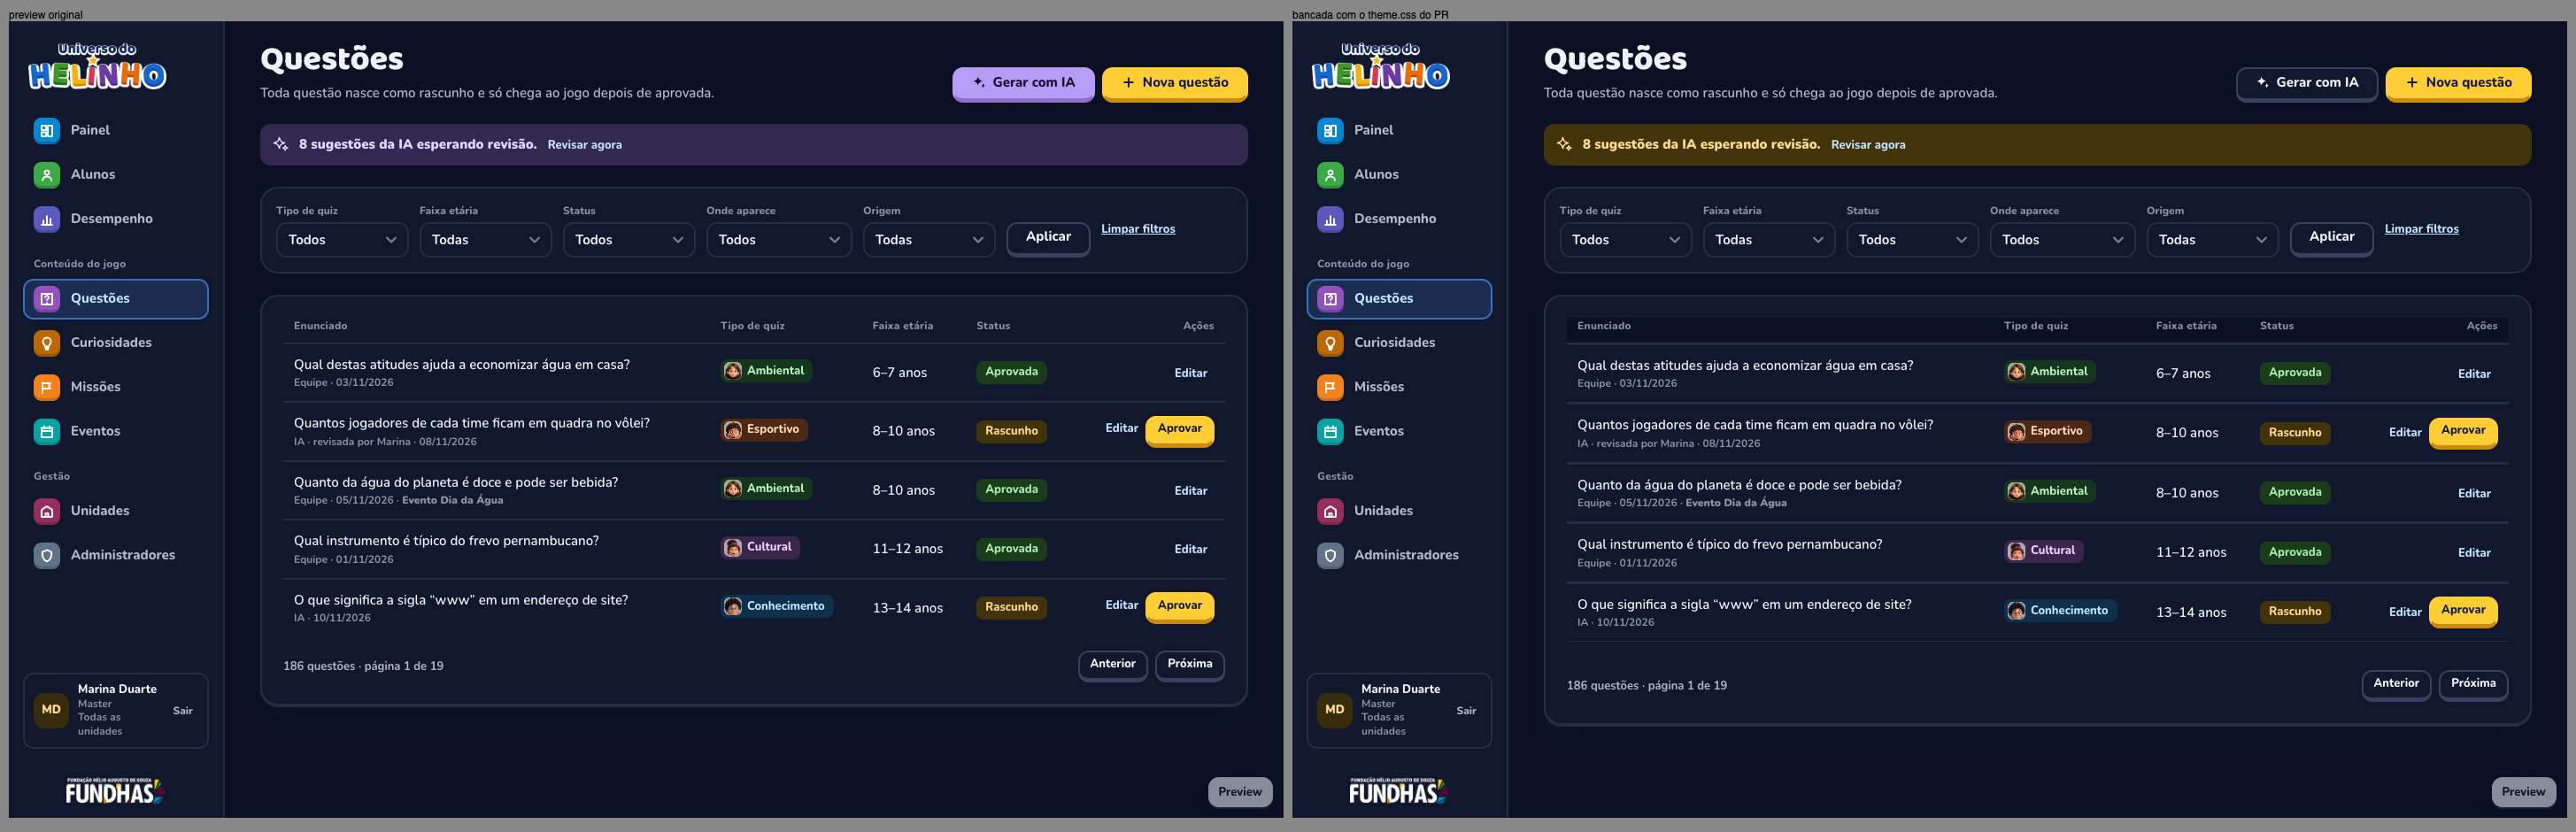 preview original
Universo do
HELINHO
Painel
Alunos
Desempenho
Conteúdo do jogo
Questões
Curiosidades
Missões
Eventos
Gestão
Unidades
Administradores
MD
Marina Duarte
Master
Todas as
unidades
Sair
FUNDAÇÃO HÉLIO AUGUSTO DE SOUZA
FUNDHAS
Questões
Toda questão nasce como rascunho e só chega ao jogo depois de aprovada.
Gerar com IA
Nova questão
8 sugestões da IA esperando revisão. Revisar agora
Tipo de quiz Faixa etária Status Onde aparece Origem
Todos Todas Todos Todos Todas Aplicar Limpar filtros
Enunciado Tipo de quiz Faixa etária Status Ações
Qual destas atitudes ajuda a economizar água em casa?
Equipe · 03/11/2026
Ambiental 6–7 anos Aprovada Editar
Quantos jogadores de cada time ficam em quadra no vôlei?
IA · revisada por Marina · 08/11/2026
Esportivo 8–10 anos Rascunho Editar Aprovar
Quanto da água do planeta é doce e pode ser bebida?
Equipe · 05/11/2026 · Evento Dia da Água
Ambiental 8–10 anos Aprovada Editar
Qual instrumento é típico do frevo pernambucano?
Equipe · 01/11/2026
Cultural 11–12 anos Aprovada Editar
O que significa a sigla “www” em um endereço de site?
IA · 10/11/2026
Conhecimento 13–14 anos Rascunho Editar Aprovar
186 questões · página 1 de 19
Anterior Próxima
Preview
bancada com o theme.css do PR
Universo do
HELINHO
Painel
Alunos
Desempenho
Conteúdo do jogo
Questões
Curiosidades
Missões
Eventos
Gestão
Unidades
Administradores
MD
Marina Duarte
Master
Todas as
unidades
Sair
FUNDAÇÃO HÉLIO AUGUSTO DE SOUZA
FUNDHAS
Questões
Toda questão nasce como rascunho e só chega ao jogo depois de aprovada.
Gerar com IA
Nova questão
8 sugestões da IA esperando revisão. Revisar agora
Tipo de quiz Faixa etária Status Onde aparece Origem
Todos Todas Todos Todos Todas Aplicar Limpar filtros
Enunciado Tipo de quiz Faixa etária Status Ações
Qual destas atitudes ajuda a economizar água em casa?
Equipe · 03/11/2026
Ambiental 6–7 anos Aprovada Editar
Quantos jogadores de cada time ficam em quadra no vôlei?
IA · revisada por Marina · 08/11/2026
Esportivo 8–10 anos Rascunho Editar Aprovar
Quanto da água do planeta é doce e pode ser bebida?
Equipe · 05/11/2026 · Evento Dia da Água
Ambiental 8–10 anos Aprovada Editar
Qual instrumento é típico do frevo pernambucano?
Equipe · 01/11/2026
Cultural 11–12 anos Aprovada Editar
O que significa a sigla “www” em um endereço de site?
IA · 10/11/2026
Conhecimento 13–14 anos Rascunho Editar Aprovar
186 questões · página 1 de 19
Anterior Próxima
Preview